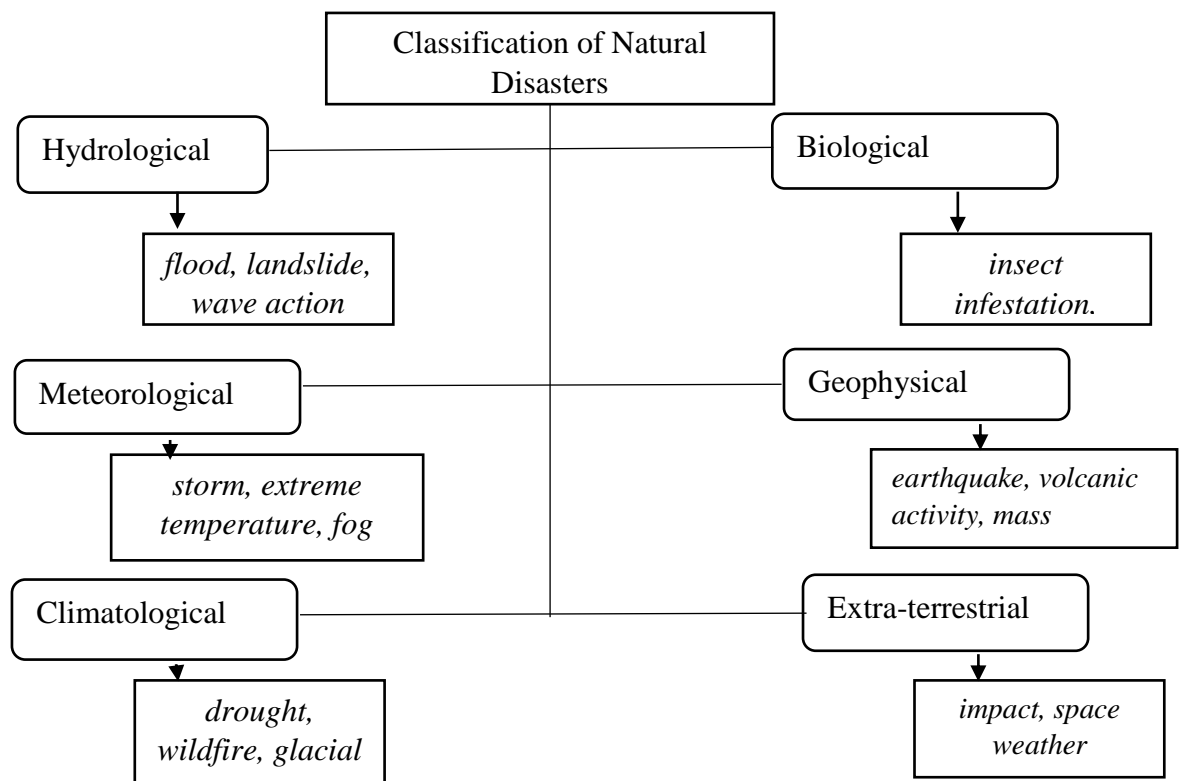 Classification of Natural
Disasters
Hydrological
Biological
flood, landslide,
wave action
insect
infestation.
Meteorological
Geophysical
storm, extreme
temperature, fog
earthquake, volcanic
activity, mass
Climatological
Extra-terrestrial
drought,
wildfire, glacial
impact, space
weather